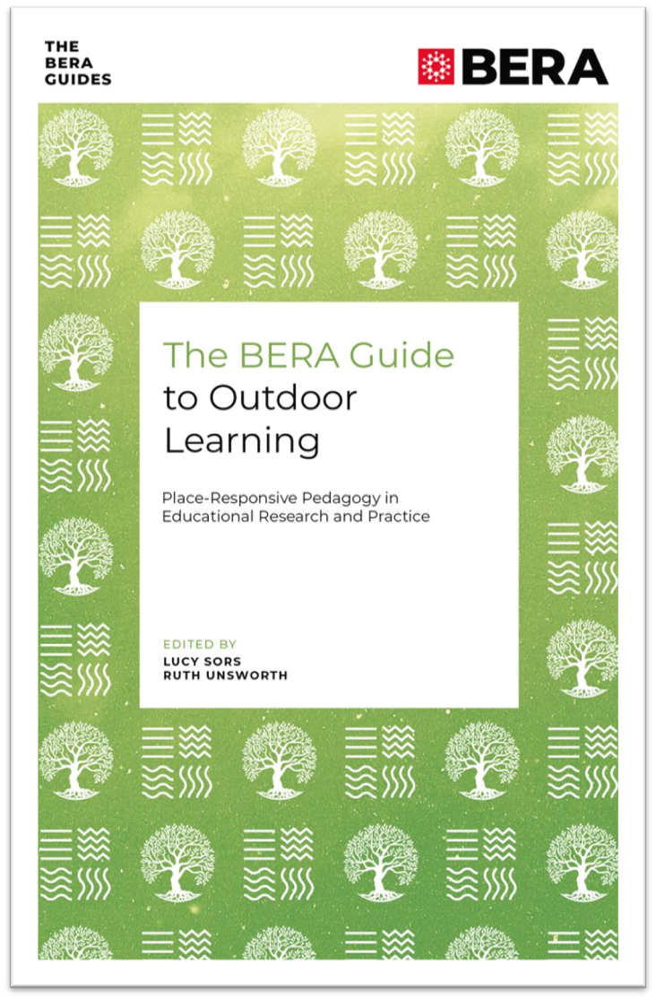 THE
BERA
GUIDES
BERA
The BERA Guide
to Outdoor
Learning
Place-Responsive Pedagogy in
Educational Research and Practice
EDITED BY
LUCY SORS
RUTH UNSWORTH